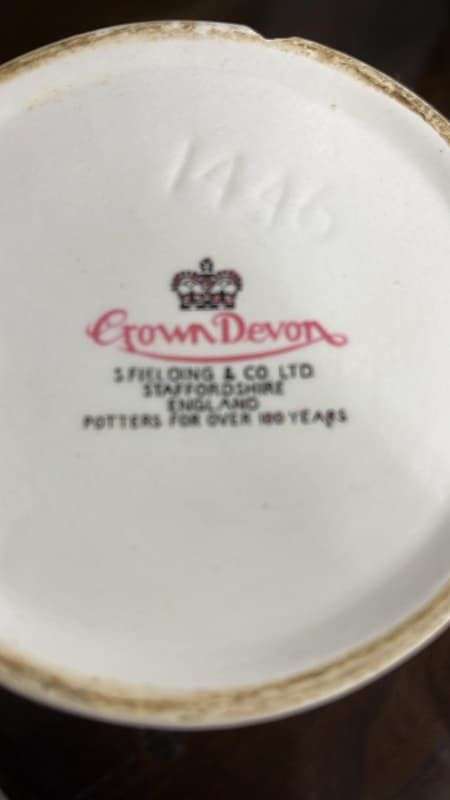 1446
Crown Devon
S. FIELDING & CO. LTD
STAFFORDSHIRE
ENGLAND
POTTERS FOR OVER 100 YEARS